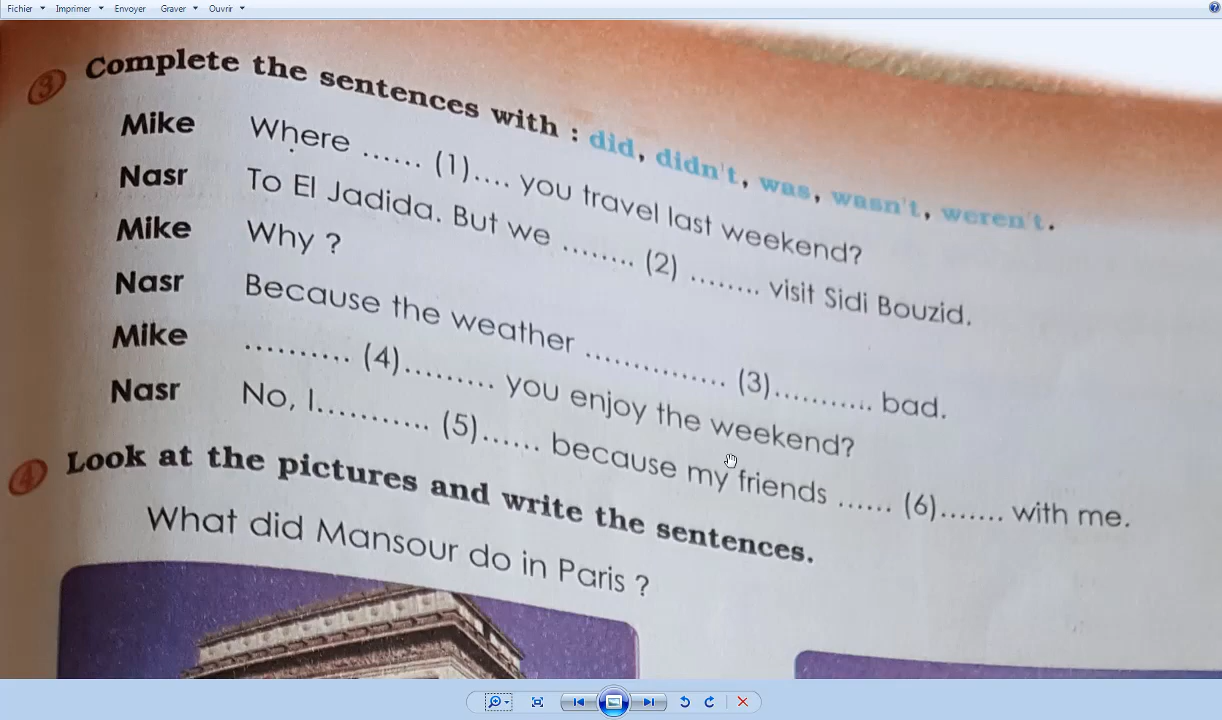 Fichier Imprimer Envoyer Graver Ouvrir
3 Complete the sentences with : did, didn't, was, wasn't, weren't.
Mike Where ...... (1).... you travel last weekend?
Nasr To El Jadida. But we ........ (2) ........ visit Sidi Bouzid.
Mike Why ?
Nasr Because the weather ............... (3)........... bad.
Mike .......... (4)......... you enjoy the weekend?
Nasr No, I........... (5)...... because my friends ...... (6)....... with me.
4 Look at the pictures and write the sentences.
What did Mansour do in Paris ?